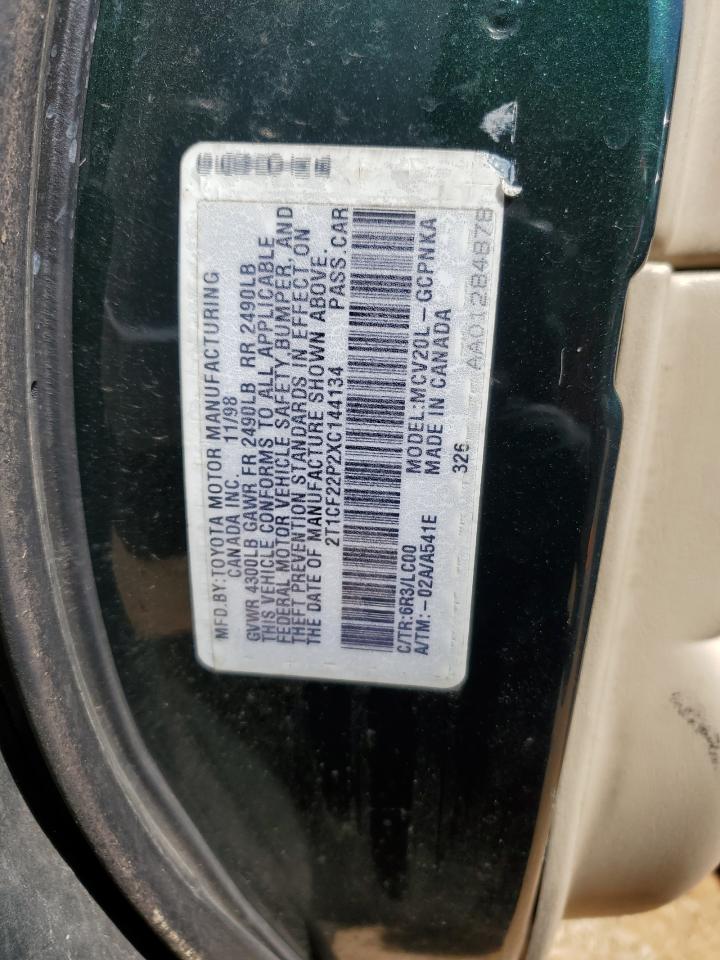 MFD.BY:TOYOTA MOTOR MANUFACTURING
CANADA INC. 11/98
GVWR 4300LB GAWR FR 2490LB RR 2490LB
THIS VEHICLE CONFORMS TO ALL APPLICABLE
FEDERAL MOTOR VEHICLE SAFETY,BUMPER, AND
THEFT PREVENTION STANDARDS IN EFFECT ON
THE DATE OF MANUFACTURE SHOWN ABOVE.
2T1CF22P2XC144134 PASS.CAR
C/TR:6R3/LC00 MODEL:MCV20L-GCPNKA
A/TM:-02A/A541E MADE IN CANADA
326
AA01284878